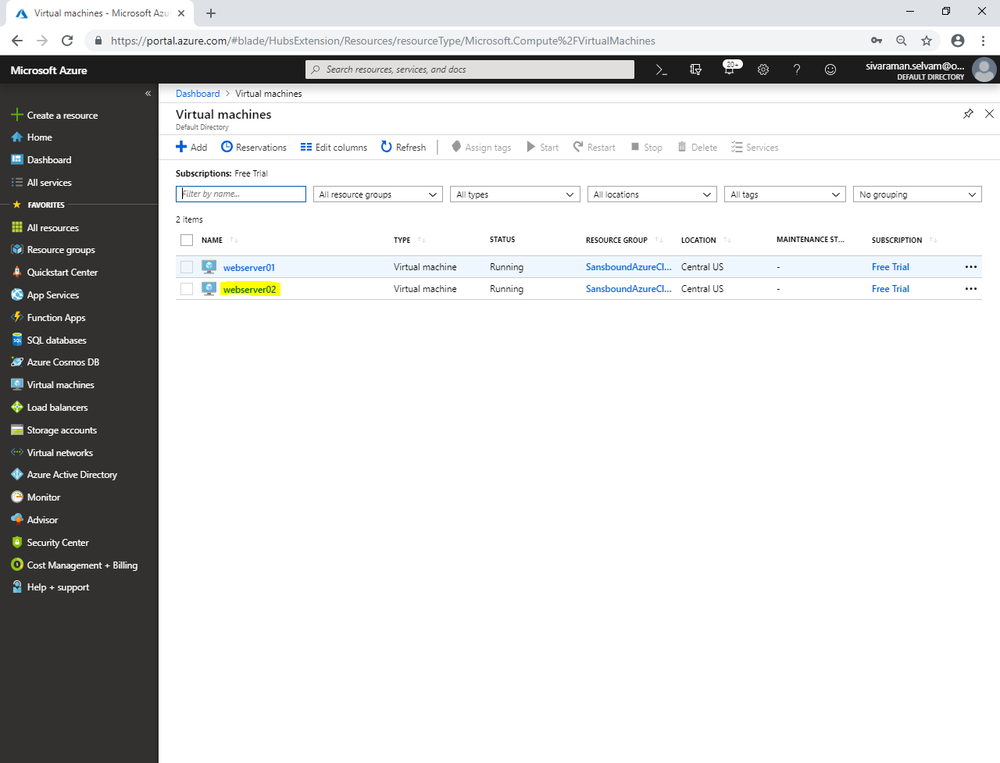 Virtual machines - Microsoft Azu
https://portal.azure.com/#blade/HubsExtension/Resources/resourceType/Microsoft.Compute%2FVirtualMachines
Microsoft Azure
Search resources, services, and docs
20+
sivaraman.selvam@o...
DEFAULT DIRECTORY
Create a resource
Home
Dashboard
All services
FAVORITES
All resources
Resource groups
Quickstart Center
App Services
Function Apps
SQL databases
Azure Cosmos DB
Virtual machines
Load balancers
Storage accounts
Virtual networks
Azure Active Directory
Monitor
Advisor
Security Center
Cost Management + Billing
Help + support
Dashboard > Virtual machines
Virtual machines
Default Directory
Add Reservations Edit columns Refresh Assign tags Start Restart Stop Delete Services
Subscriptions: Free Trial
Filter by name... All resource groups All types All locations All tags No grouping
2 items
NAME TYPE STATUS RESOURCE GROUP LOCATION MAINTENANCE ST... SUBSCRIPTION
webserver01 Virtual machine Running SansboundAzureCl... Central US - Free Trial
webserver02 Virtual machine Running SansboundAzureCl... Central US - Free Trial